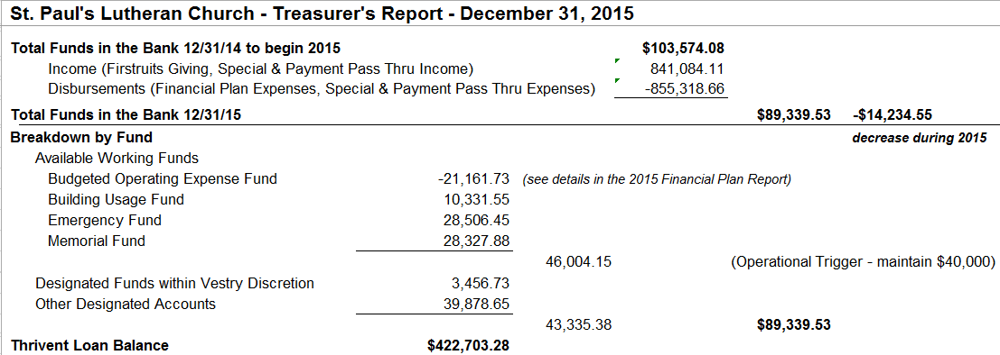 St. Paul's Lutheran Church - Treasurer's Report - December 31, 2015
Total Funds in the Bank 12/31/14 to begin 2015 $103,574.08
Income (Firstruits Giving, Special & Payment Pass Thru Income) 841,084.11
Disbursements (Financial Plan Expenses, Special & Payment Pass Thru Expenses) -855,318.66
Total Funds in the Bank 12/31/15 $89,339.53 -$14,234.55
Breakdown by Fund decrease during 2015
Available Working Funds
Budgeted Operating Expense Fund -21,161.73 (see details in the 2015 Financial Plan Report)
Building Usage Fund 10,331.55
Emergency Fund 28,506.45
Memorial Fund 28,327.88
46,004.15 (Operational Trigger - maintain $40,000)
Designated Funds within Vestry Discretion 3,456.73
Other Designated Accounts 39,878.65
43,335.38 $89,339.53
Thrivent Loan Balance $422,703.28